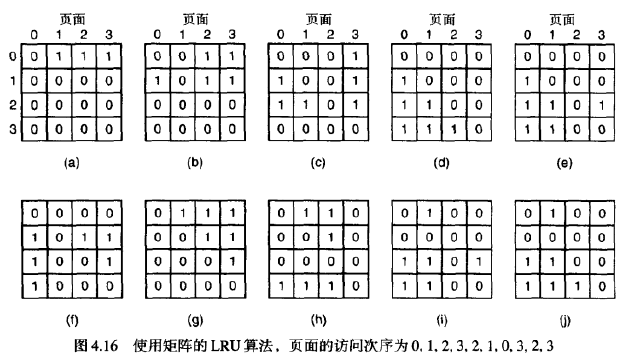 页面 页面 页面 页面 页面
0 1 2 3 0 1 2 3 0 1 2 3 0 1 2 3 0 1 2 3
0 0 1 1 1 0 0 1 1 0 0 0 1 0 0 0 0 0 0 0 0
1 0 0 0 0 1 0 1 1 1 0 0 1 1 0 0 0 1 0 0 0
2 0 0 0 0 0 0 0 0 1 1 0 1 1 1 0 0 1 1 0 1
3 0 0 0 0 0 0 0 0 0 0 0 0 1 1 1 0 1 1 0 0
(a) (b) (c) (d) (e)
0 0 0 0 0 1 1 1 0 1 1 0 0 1 0 0 0 1 0 0
1 0 1 1 0 0 1 1 0 0 1 0 0 0 0 0 0 0 0 0
1 0 0 1 0 0 0 1 0 0 0 0 1 1 0 1 1 1 0 0
1 0 0 0 0 0 0 0 1 1 1 0 1 1 0 0 1 1 1 0
(f) (g) (h) (i) (j)
图 4.16 使用矩阵的 LRU 算法，页面的访问次序为 0, 1, 2, 3, 2, 1, 0, 3, 2, 3